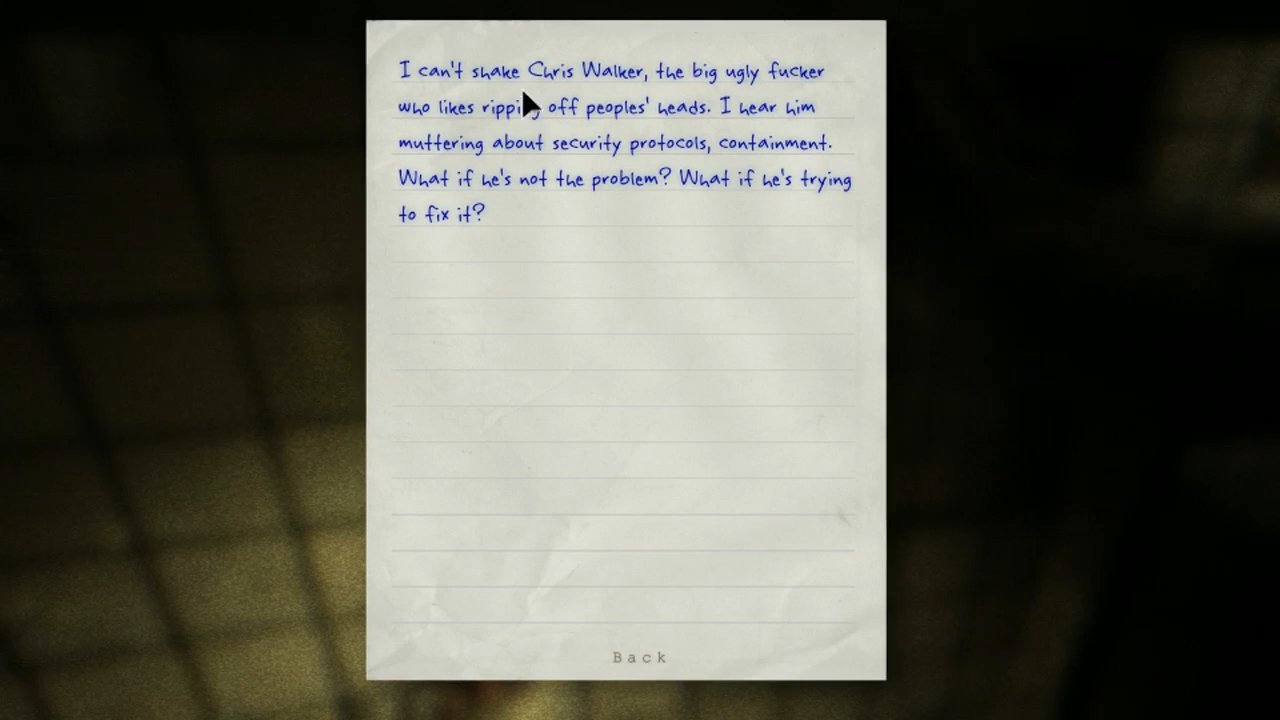 I can't shake Chris Walker, the big ugly fucker
who likes ripping off peoples' heads. I hear him
muttering about security protocols, containment.
What if he's not the problem? What if he's trying
to fix it?
Back